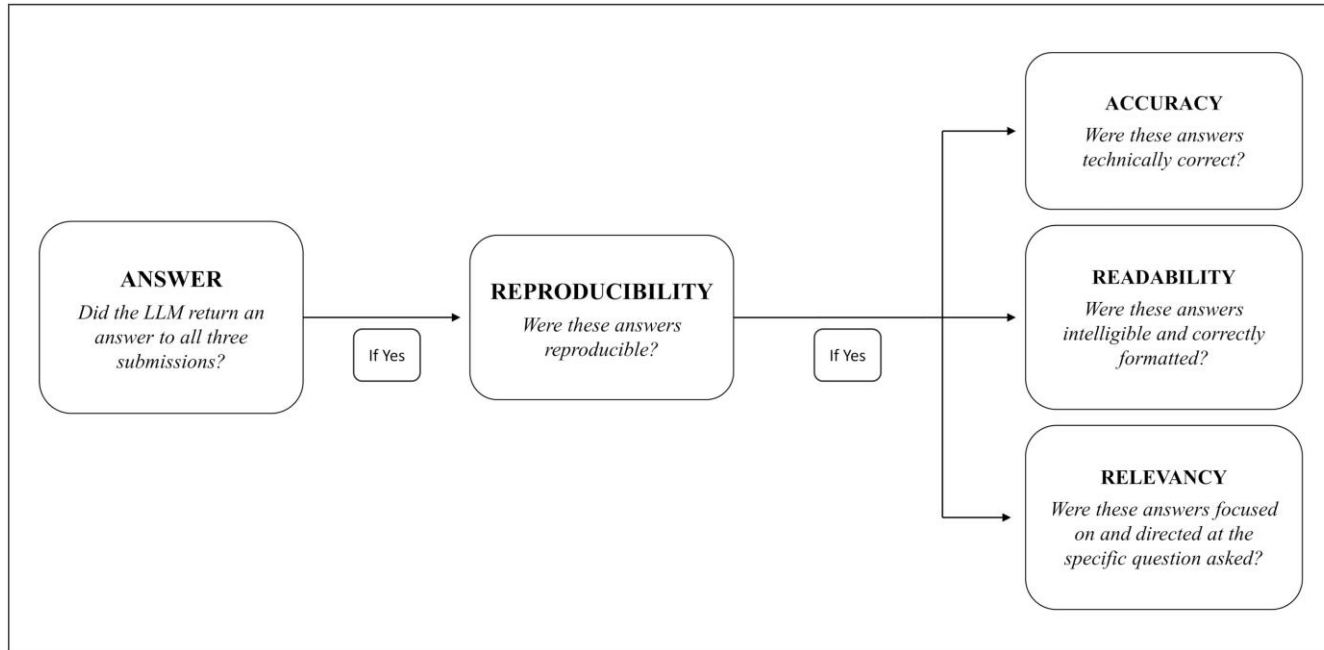 ANSWER
Did the LLM return an
answer to all three
submissions?
If Yes
REPRODUCIBILITY
Were these answers
reproducible?
If Yes
ACCURACY
Were these answers
technically correct?
READABILITY
Were these answers
intelligible and correctly
formatted?
RELEVANCY
Were these answers focused
on and directed at the
specific question asked?